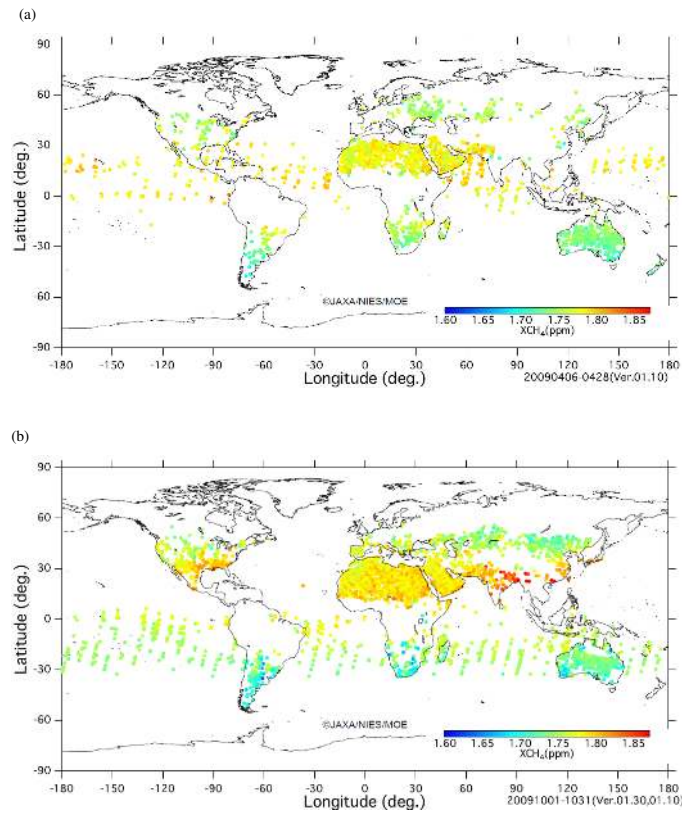 (a)
90
60
30
0
-30
-60
-90
Latitude (deg.)
©JAXA/NIES/MOE
1.60 1.65 1.70 1.75 1.80 1.85
XCH₄(ppm)
-180 -150 -120 -90 -60 -30 0 30 60 90 120 150 180
Longitude (deg.)
20090406-0428(Ver.01.10)
(b)
90
60
30
0
-30
-60
-90
Latitude (deg.)
©JAXA/NIES/MOE
1.60 1.65 1.70 1.75 1.80 1.85
XCH₄(ppm)
-180 -150 -120 -90 -60 -30 0 30 60 90 120 150 180
Longitude (deg.)
20091001-1031(Ver.01.30,01.10)